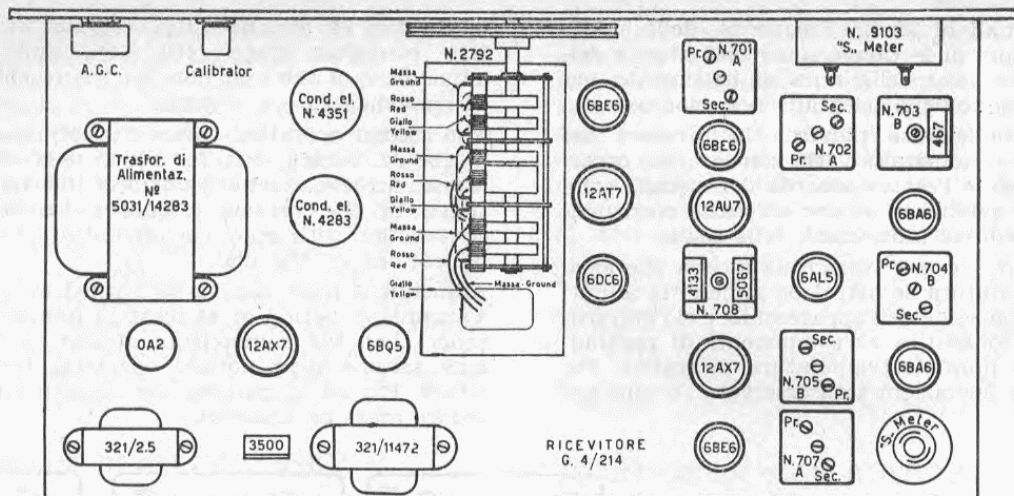 A.G.C.
Calibrator
N.2792
Pr. N.701
A
Sec.
N. 9103
"S" Meter
Massa
Ground
Rosso
Red
Giallo
Yellow
Massa
Ground
Rosso
Red
Giallo
Yellow
Massa
Ground
Rosso
Red
Giallo
Yellow
Massa-Ground
Cond. el.
N. 4351
Cond. el.
N. 4283
Trasfor. di
Alimentaz.
N.
5031/14283
6BE6
6BE6
Sec.
N.702
Pr. A
N.703
B
4167
12AT7
12AU7
6BA6
6DC6
4133
N.708
6AL5
Pr. N.704
B
Sec.
0A2
12AX7
6BQ5
12AX7
Sec.
N.705
B Pr.
6BA6
321/2.5
3500
321/11472
RICEVITORE
G. 4/214
6BE6
Pr.
N.707
A Sec.
"S" Meter